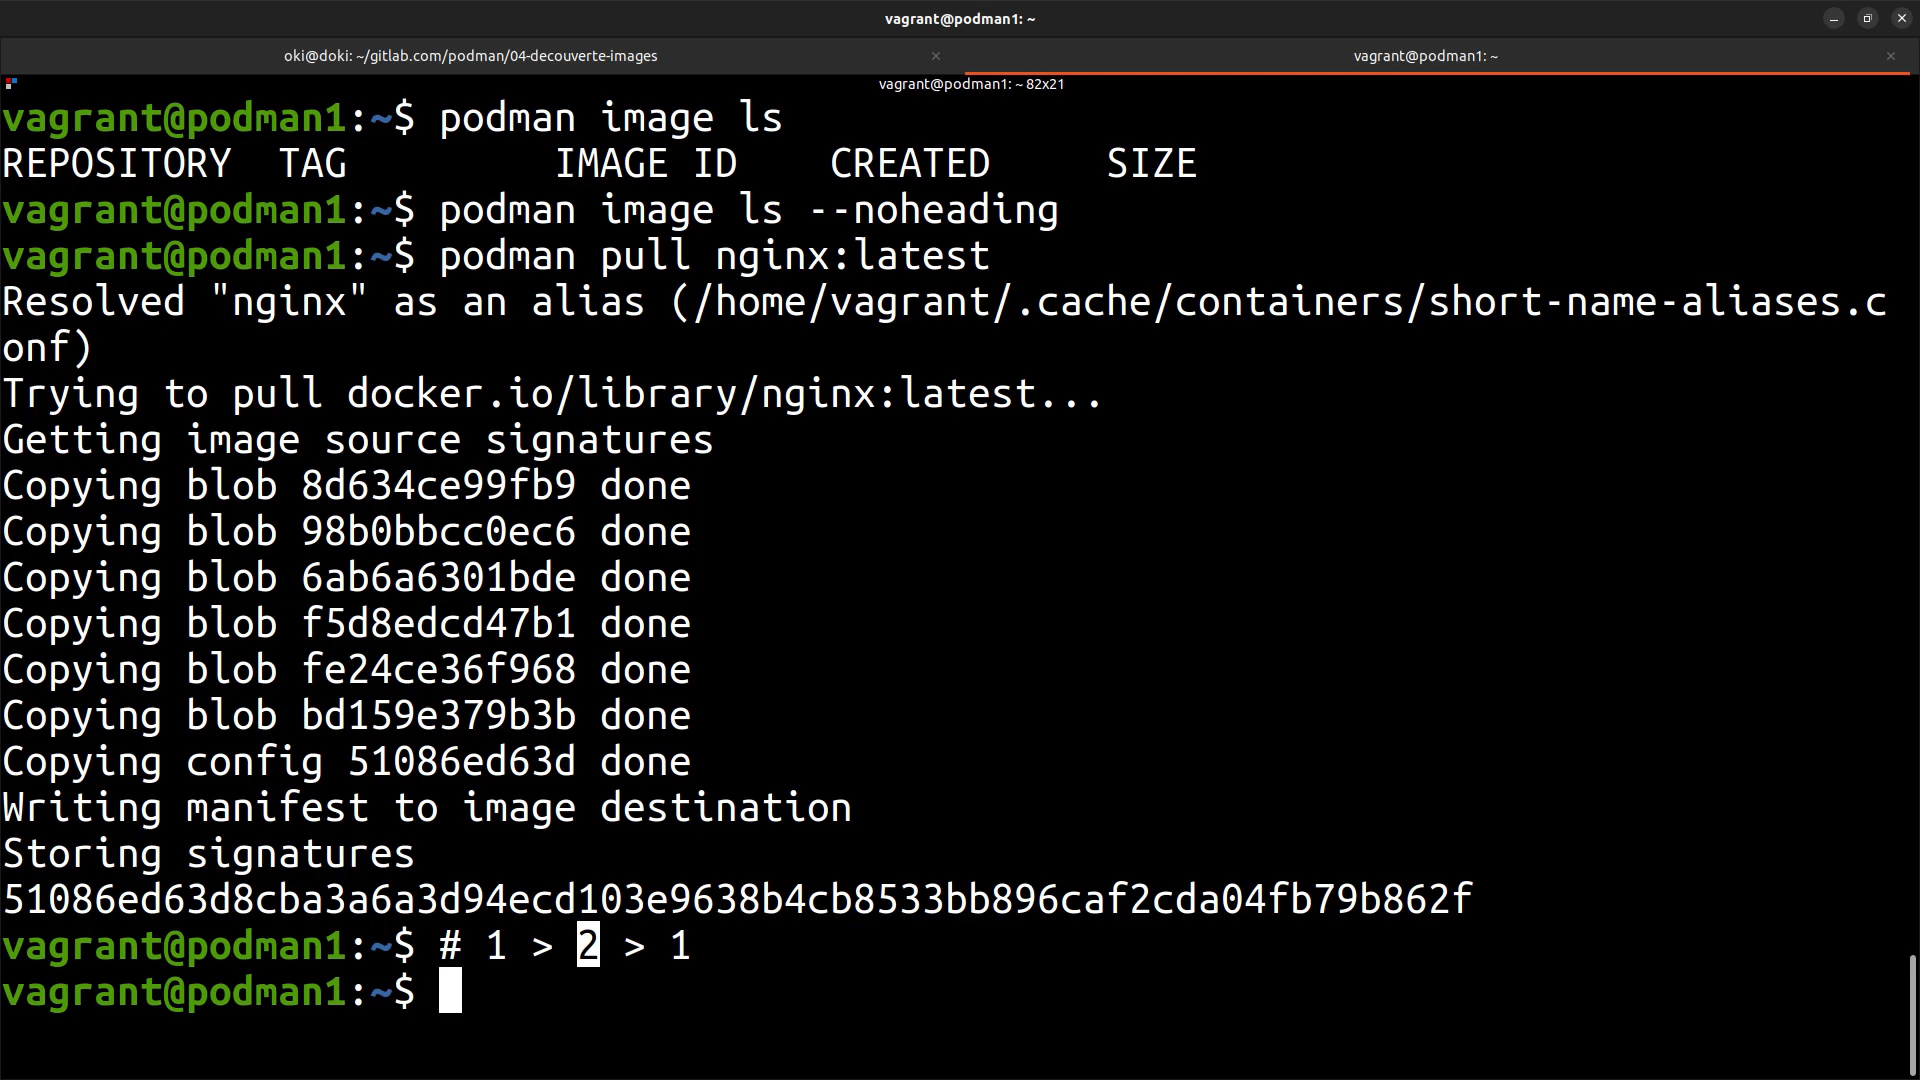 vagrant@podman1: ~
oki@doki: ~/gitlab.com/podman/04-decouverte-images
vagrant@podman1: ~
vagrant@podman1: ~ 82x21
vagrant@podman1:~$ podman image ls
REPOSITORY  TAG         IMAGE ID    CREATED     SIZE
vagrant@podman1:~$ podman image ls --noheading
vagrant@podman1:~$ podman pull nginx:latest
Resolved "nginx" as an alias (/home/vagrant/.cache/containers/short-name-aliases.c
onf)
Trying to pull docker.io/library/nginx:latest...
Getting image source signatures
Copying blob 8d634ce99fb9 done
Copying blob 98b0bbcc0ec6 done
Copying blob 6ab6a6301bde done
Copying blob f5d8edcd47b1 done
Copying blob fe24ce36f968 done
Copying blob bd159e379b3b done
Copying config 51086ed63d done
Writing manifest to image destination
Storing signatures
51086ed63d8cba3a6a3d94ecd103e9638b4cb8533bb896caf2cda04fb79b862f
vagrant@podman1:~$ # 1 > 2 > 1
vagrant@podman1:~$